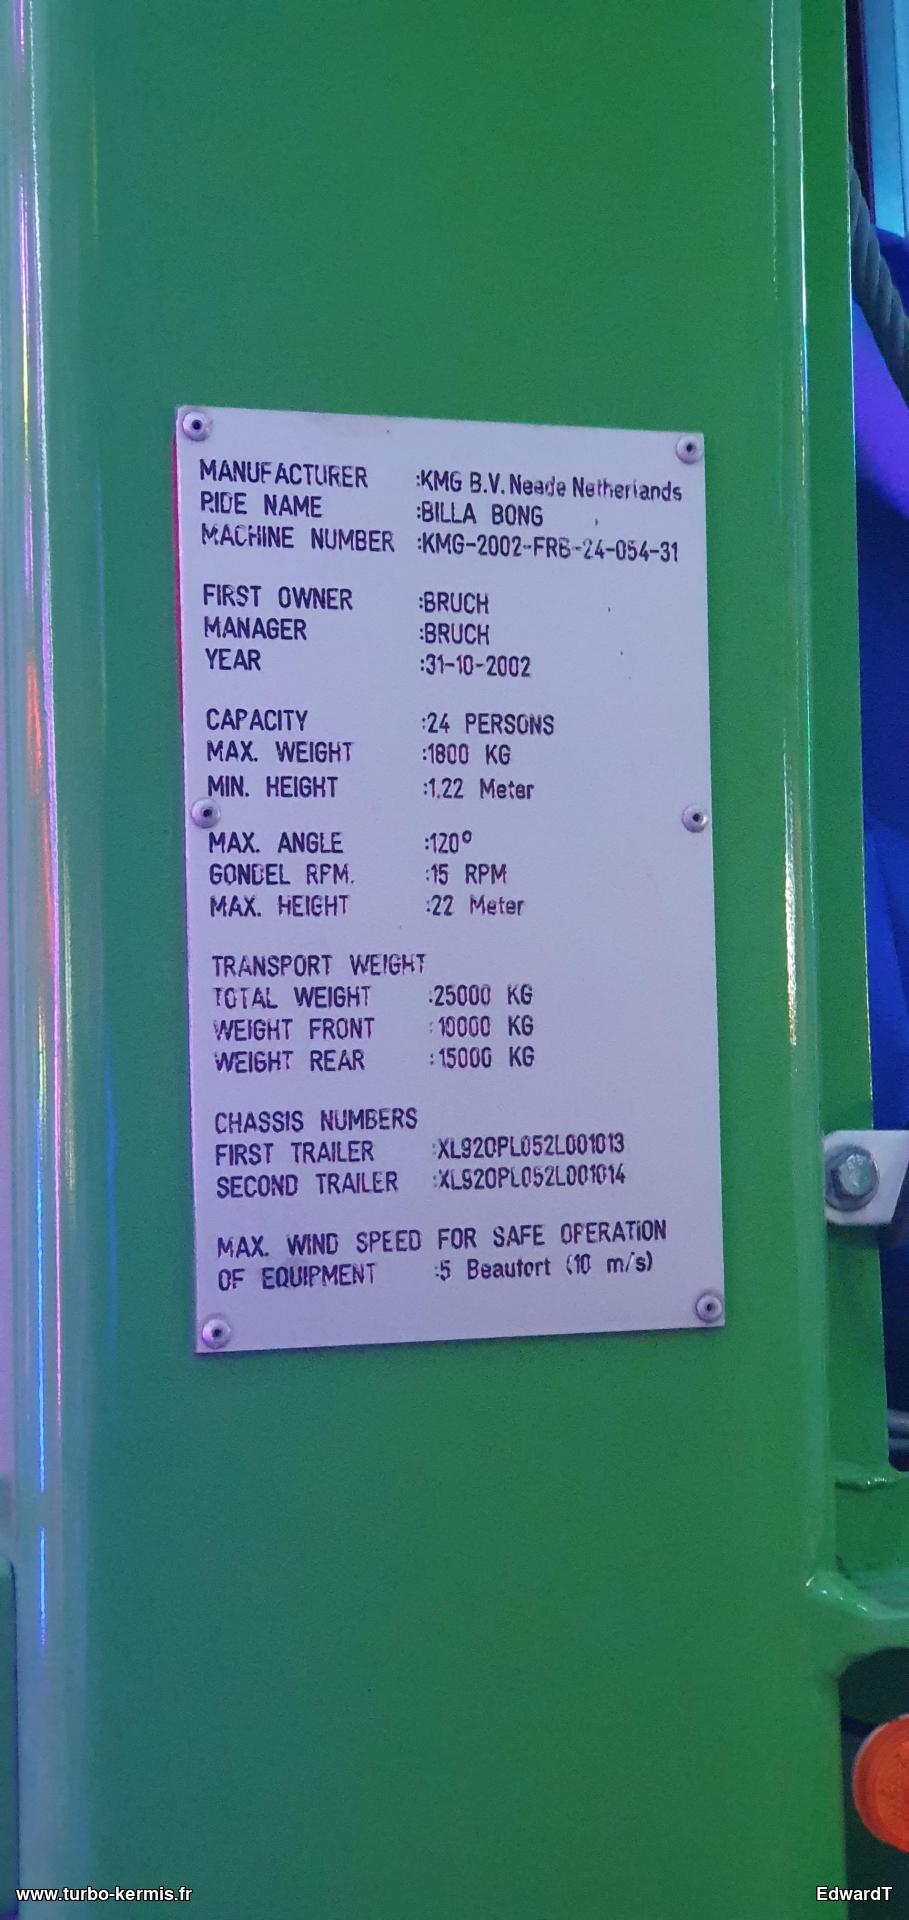 MANUFACTURER :KMG B.V. Neede Netherlands
RIDE NAME :BILLA BONG
MACHINE NUMBER :KMG-2002-FRB-24-054-31
FIRST OWNER :BRUCH
MANAGER :BRUCH
YEAR :31-10-2002
CAPACITY :24 PERSONS
MAX. WEIGHT :1800 KG
MIN. HEIGHT :1.22 Meter
MAX. ANGLE :120°
GONDEL RPM. :15 RPM
MAX. HEIGHT :22 Meter
TRANSPORT WEIGHT
TOTAL WEIGHT :25000 KG
WEIGHT FRONT :10000 KG
WEIGHT REAR :15000 KG
CHASSIS NUMBERS
FIRST TRAILER :XL920PL052L001013
SECOND TRAILER :XL920PL052L001014
MAX. WIND SPEED FOR SAFE OPERATION
OF EQUIPMENT :5 Beaufort (10 m/s)
www.turbo-kermis.fr
EdwardT